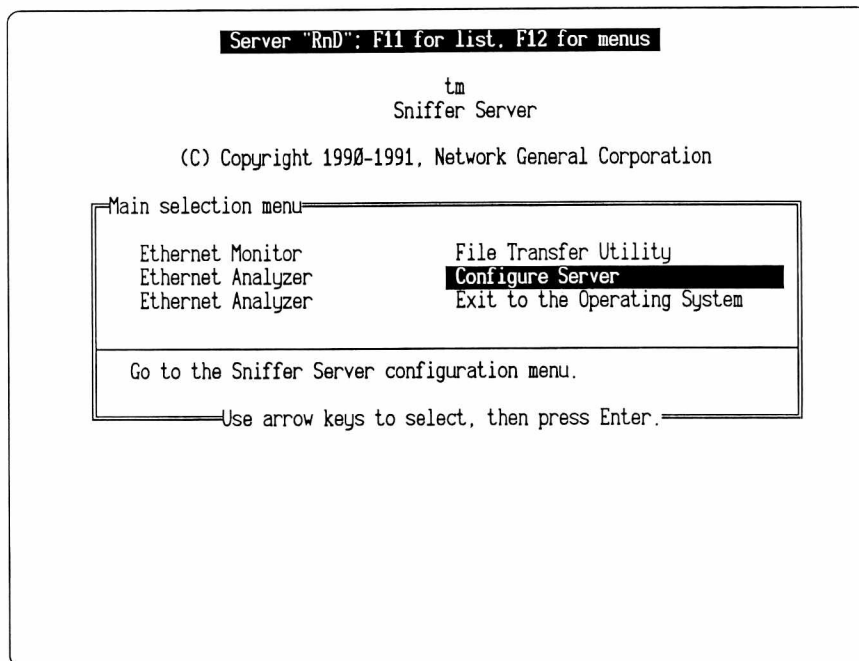 Server "RnD": F11 for list, F12 for menus
tm
Sniffer Server
(C) Copyright 1990-1991, Network General Corporation
Main selection menu
Ethernet Monitor File Transfer Utility
Ethernet Analyzer Configure Server
Ethernet Analyzer Exit to the Operating System
Go to the Sniffer Server configuration menu.
Use arrow keys to select, then press Enter.